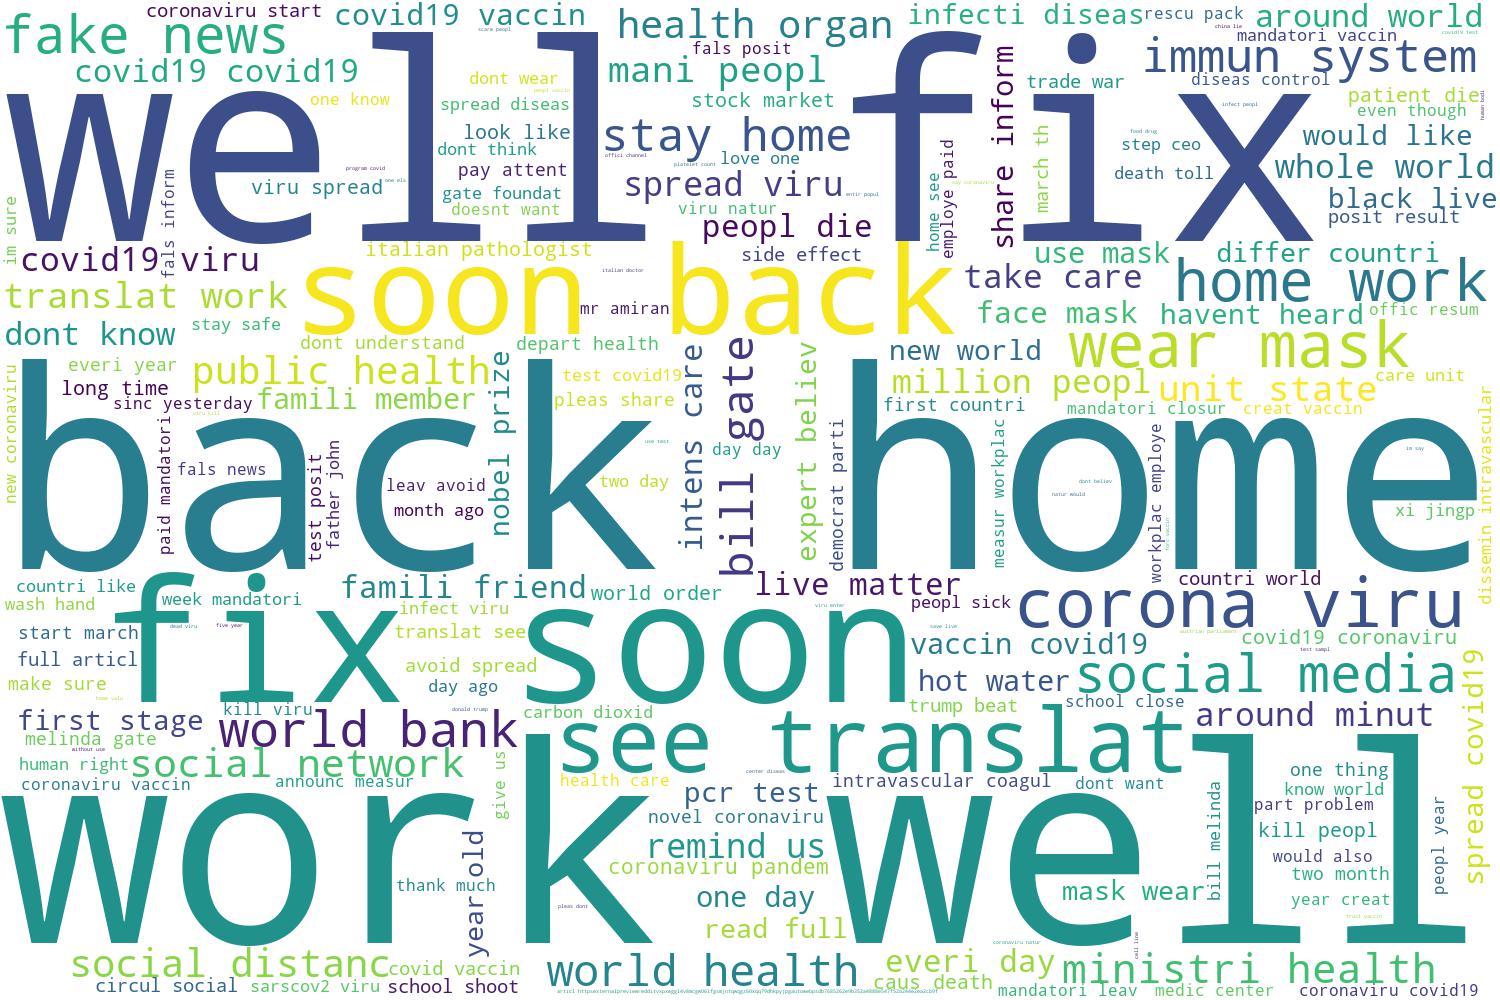 coronaviru start
covid19 vaccin
health organ
infecti diseas
rescu pack
around world
fake news
fals posit
mandatori vaccin
covid19 covid19
mani peopl
immun system
dont wear
trade war
diseas control
one know
spread diseas
stock market
patient die
even though
well fix
look like
stay home
share inform
march th
step ceo
would like
dont think
pay attent
love one
death toll
whole world
viru spread
gate foundat
spread viru
home see
employe paid
black live
doesnt want
viru natur
posit result
im sure
fals inform
peopl die
covid19 viru
italian pathologist
side effect
use mask
differ countri
soon back
take care
home work
translat work
mr amiran
face mask
havent heard
offic resum
dont know
stay safe
dont understand
depart health
wear mask
everi year
public health
new world
long time
famili member
nobel prize
test covid19
intens care
bill gate
expert believ
million peopl
unit state
care unit
sinc yesterday
pleas share
first countri
mandatori closur
creat vaccin
new coronaviru
back home
paid mandatori
fals news
test posit
father john
leav avoid
month ago
two day
day day
democrat parti
measur workplac
workplac employe
xi jingp
dissemin intravascular
countri like
famili friend
world order
live matter
countri world
wash hand
week mandatori
infect viru
peopl sick
corona viru
fix soon
start march
translat see
vaccin covid19
covid19 coronaviru
full articl
avoid spread
hot water
social media
make sure
day ago
trump beat
school close
first stage
kill viru
world bank
carbon dioxid
see translat
around minut
spread covid19
melinda gate
human right
social network
give us
coronaviru vaccin
announc measur
health care
intravascular coagul
dont want
one thing
know world
pcr test
part problem
work well
novel coronaviru
remind us
kill peopl
year old
coronaviru pandem
bill melinda
would also
two month
peopl year
thank much
one day
mask wear
year creat
read full
social distanc
covid vaccin
world health
everi day
ministri health
circul social
sarscov2 viru
school shoot
caus death
mandatori leav
medic center
coronaviru covid19